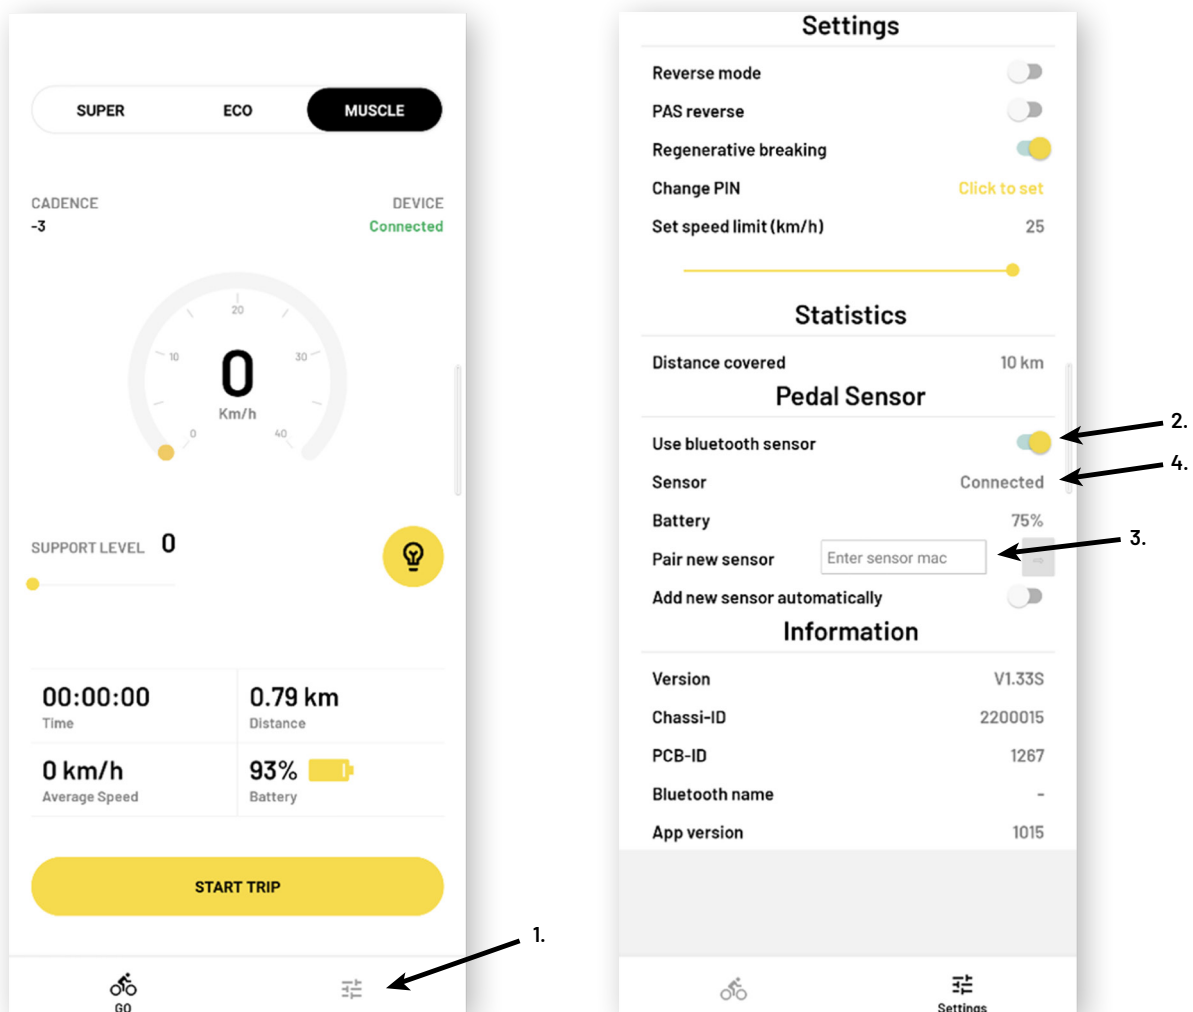 SUPER ECO MUSCLE
CADENCE DEVICE
-3 Connected
20
10 30
0
Km/h
0 40
SUPPORT LEVEL 0
00:00:00 0.79 km
Time Distance
0 km/h 93%
Average Speed Battery
START TRIP
1.
GO
Settings
Reverse mode
PAS reverse
Regenerative breaking
Change PIN Click to set
Set speed limit (km/h) 25
Statistics
Distance covered 10 km
Pedal Sensor
2.
Use bluetooth sensor
4.
Sensor Connected
Battery 75%
3.
Pair new sensor Enter sensor mac
Add new sensor automatically
Information
Version V1.33S
Chassi-ID 2200015
PCB-ID 1267
Bluetooth name -
App version 1015
Settings